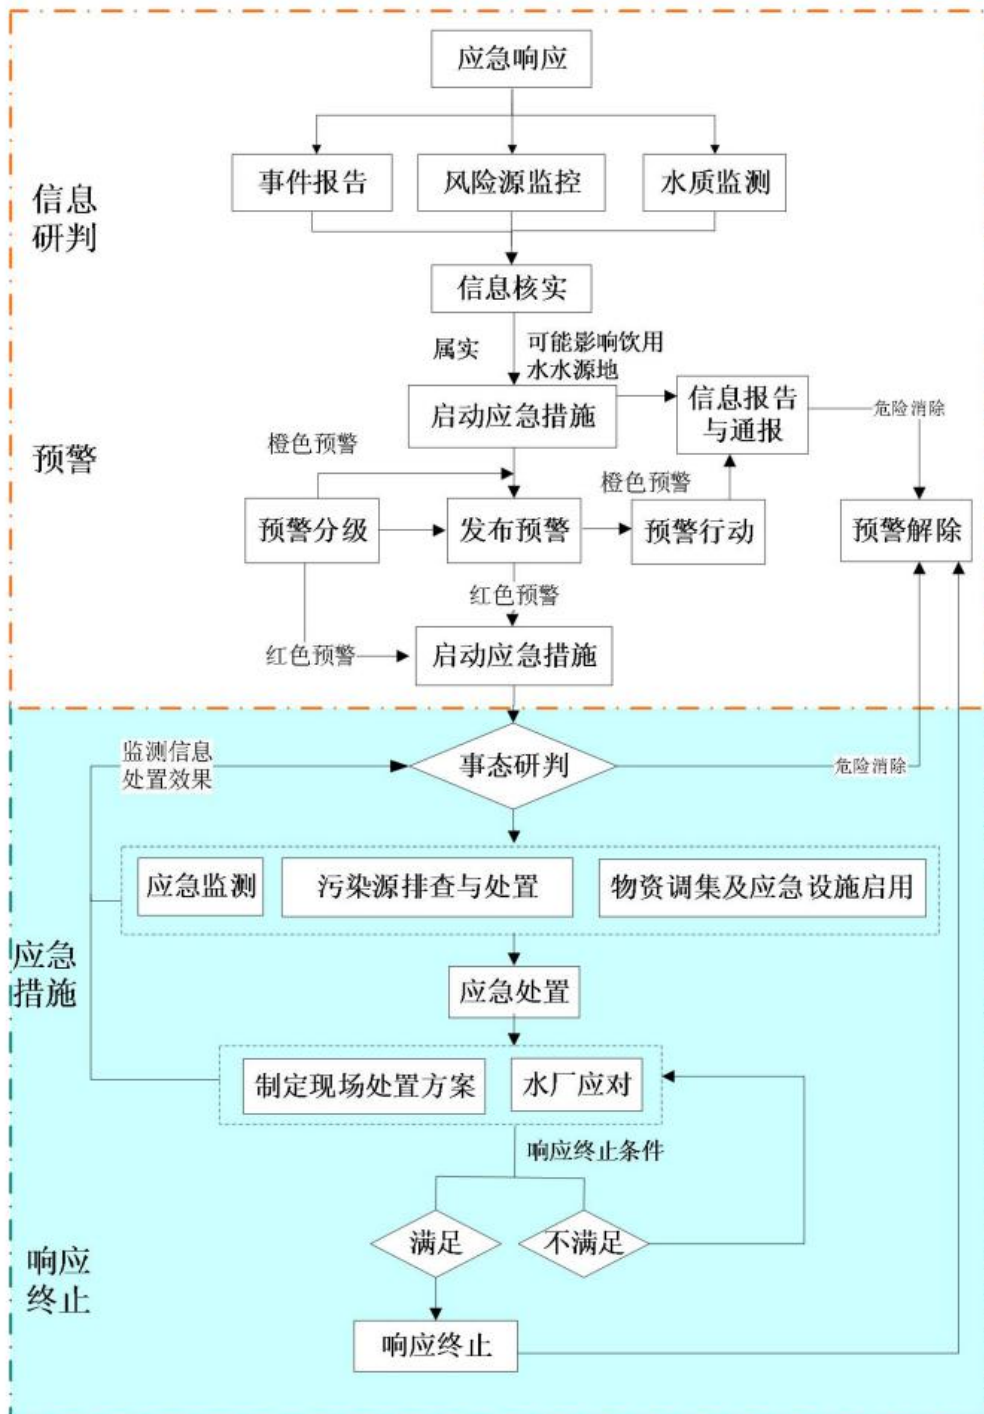 应急响应
事件报告
风险源监控
水质监测
信息
研判
信息核实
属实
可能影响饮用
水水源地
启动应急措施
信息报告
与通报
危险消除
预警
橙色预警
橙色预警
预警分级
发布预警
预警行动
预警解除
红色预警
红色预警
启动应急措施
监测信息
处置效果
事态研判
危险消除
应急监测
污染源排查与处置
物资调集及应急设施启用
应急
措施
应急处置
制定现场处置方案
水厂应对
响应终止条件
满足
不满足
响应
终止
响应终止